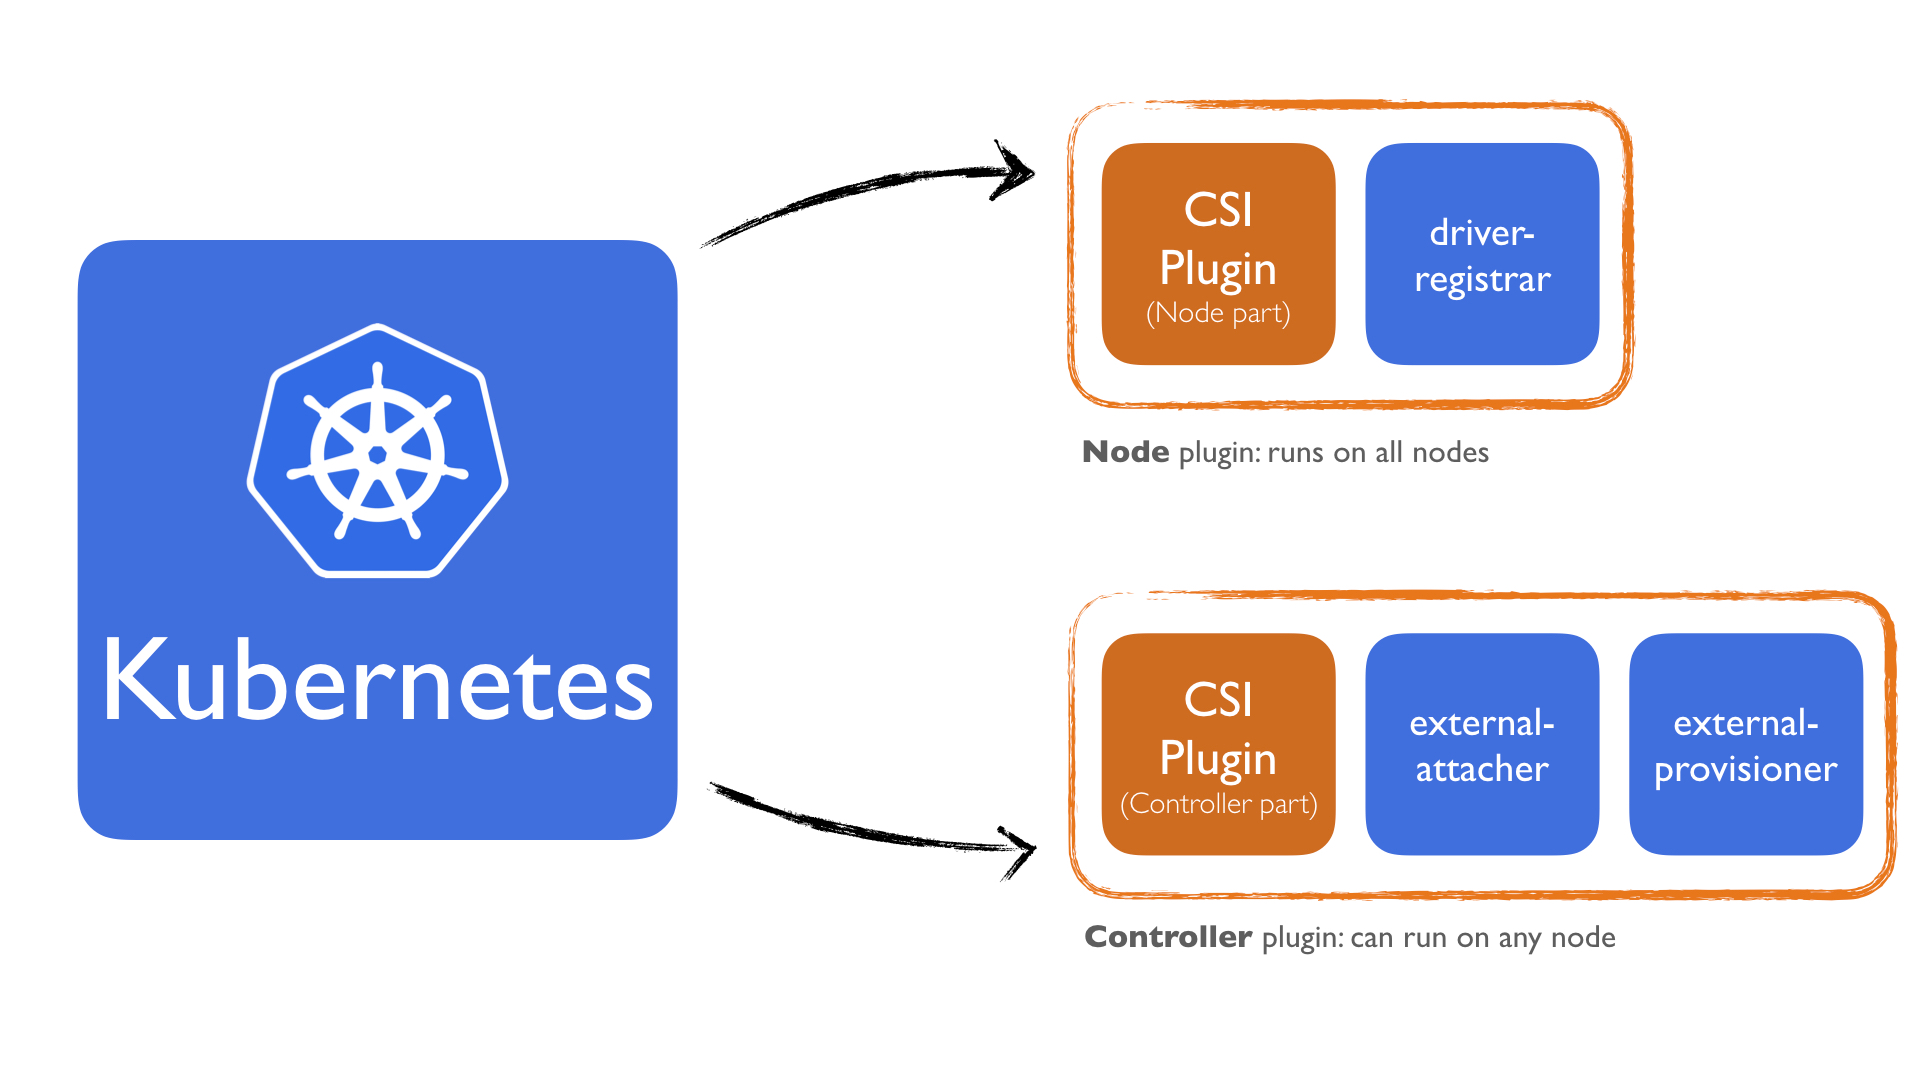 Kubernetes
CSI
Plugin
(Node part)
driver-
registrar
Node plugin: runs on all nodes
CSI
Plugin
(Controller part)
external-
attacher
external-
provisioner
Controller plugin: can run on any node